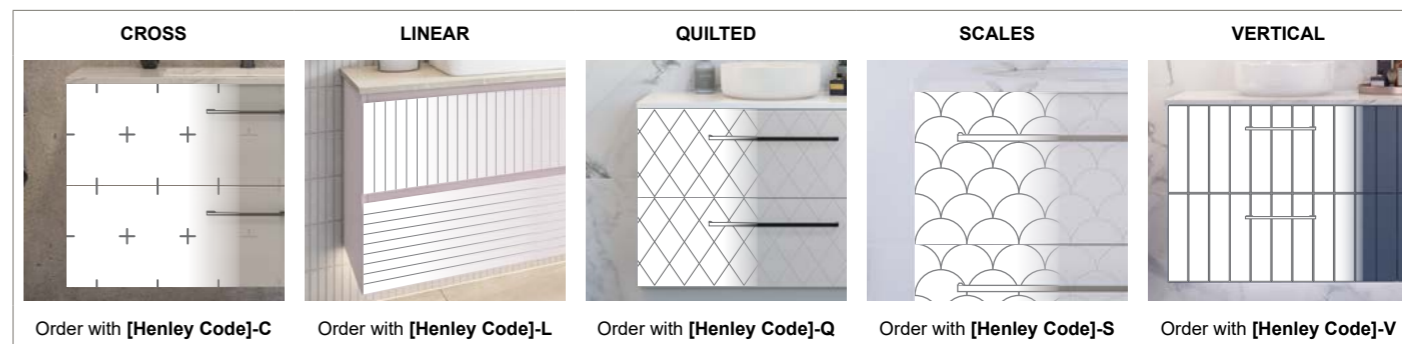 CROSS
LINEAR
QUILTED
SCALES
VERTICAL
Order with [Henley Code]-C
Order with [Henley Code]-L
Order with [Henley Code]-Q
Order with [Henley Code]-S
Order with [Henley Code]-V